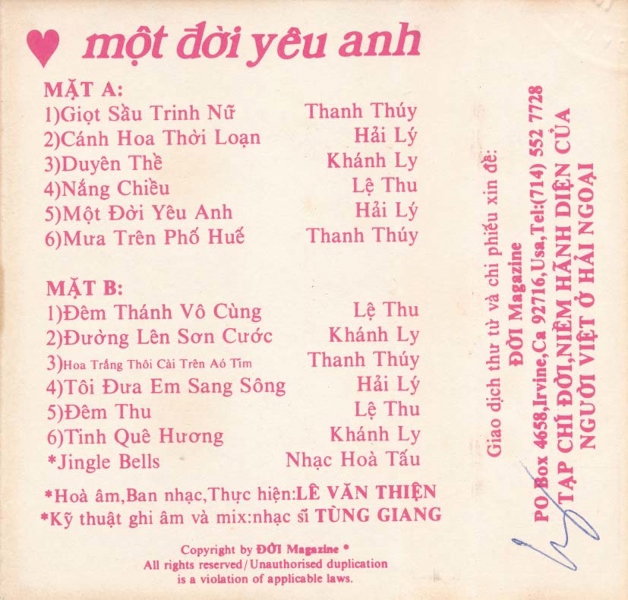 ♥ một đời yêu anh
MẶT A:
1)Giọt Sầu Trinh Nữ Thanh Thúy
2)Cánh Hoa Thời Loạn Hải Lý
3)Duyên Thề Khánh Ly
4)Nắng Chiều Lệ Thu
5)Một Đời Yêu Anh Hải Lý
6)Mưa Trên Phố Huế Thanh Thúy
MẶT B:
1)Đêm Thánh Vô Cùng Lệ Thu
2)Đường Lên Sơn Cước Khánh Ly
3)Hoa Trắng Thôi Cài Trên Aó Tím Thanh Thúy
4)Tôi Đưa Em Sang Sông Hải Lý
5)Đêm Thu Lệ Thu
6)Tình Quê Hương Khánh Ly
*Jingle Bells Nhạc Hoà Tấu
*Hoà âm,Ban nhạc,Thực hiện:LÊ VĂN THIỆN
*Kỹ thuật ghi âm và mix:nhạc sĩ TÙNG GIANG
Copyright by ĐỜI Magazine *
All rights reserved/Unauthorised duplication
is a violation of applicable laws.
Giao dịch thư từ và chi phiếu xin đề:
ĐỜI Magazine
PO Box 4658,Irvine,Ca 92716,Usa,Tel:(714) 552 7728
TẠP CHÍ ĐỜI,NIỀM HÃNH DIỆN CỦA
NGƯỜI VIỆT Ở HẢI NGOẠI